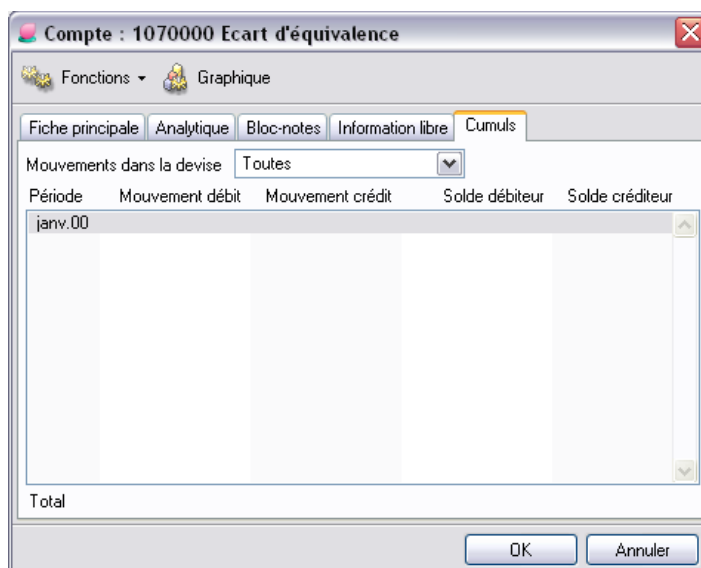 Compte : 1070000 Ecart d'équivalence
Fonctions Graphique
Fiche principale Analytique Bloc-notes Information libre Cumuls
Mouvements dans la devise Toutes
Période Mouvement débit Mouvement crédit Solde débiteur Solde créditeur
janv.00
Total
OK Annuler